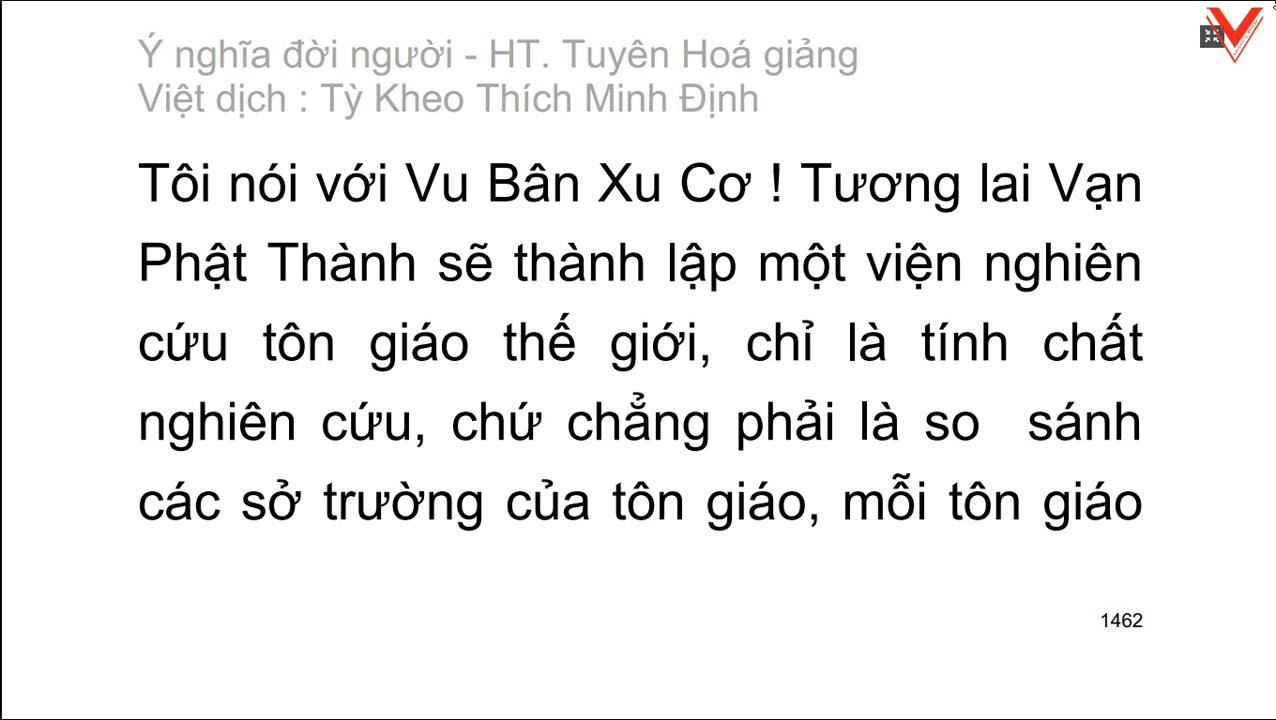 Ý nghĩa đời người - HT. Tuyên Hoá giảng
Việt dịch : Tỳ Kheo Thích Minh Định
Tôi nói với Vu Bân Xu Cơ ! Tương lai Vạn
Phật Thành sẽ thành lập một viện nghiên
cứu tôn giáo thế giới, chỉ là tính chất
nghiên cứu, chứ chẳng phải là so sánh
các sở trường của tôn giáo, mỗi tôn giáo
1462